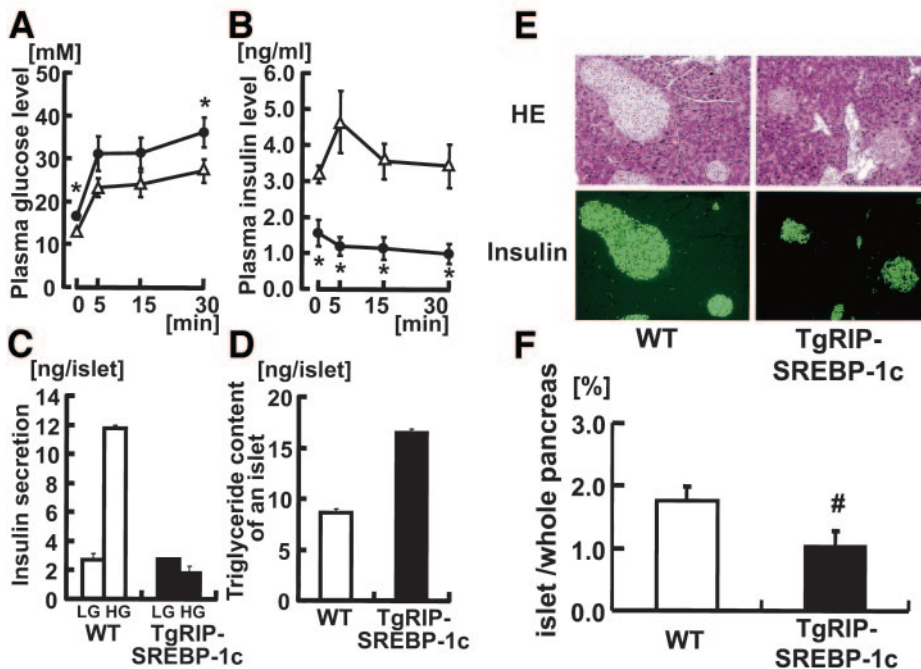 A
[mM]
Plasma glucose level
50
40
30
20
10
0
*
*
0 5 15 30
[min]
B
[ng/ml]
Plasma insulin level
6.0
5.0
4.0
3.0
2.0
1.0
0
* * * *
0 5 15 30
[min]
E
HE
Insulin
WT
TgRIP-
SREBP-1c
C
[ng/islet]
Insulin secretion
14
12
10
8
6
4
2
0
LG HG
LG HG
WT
TgRIP-
SREBP-1c
D
[ng/islet]
Triglyceride content
of an islet
20
15
10
5
0
WT
TgRIP-
SREBP-1c
F
[%]
islet /whole pancreas
3.0
2.0
1.0
0.0
#
WT
TgRIP-
SREBP-1c